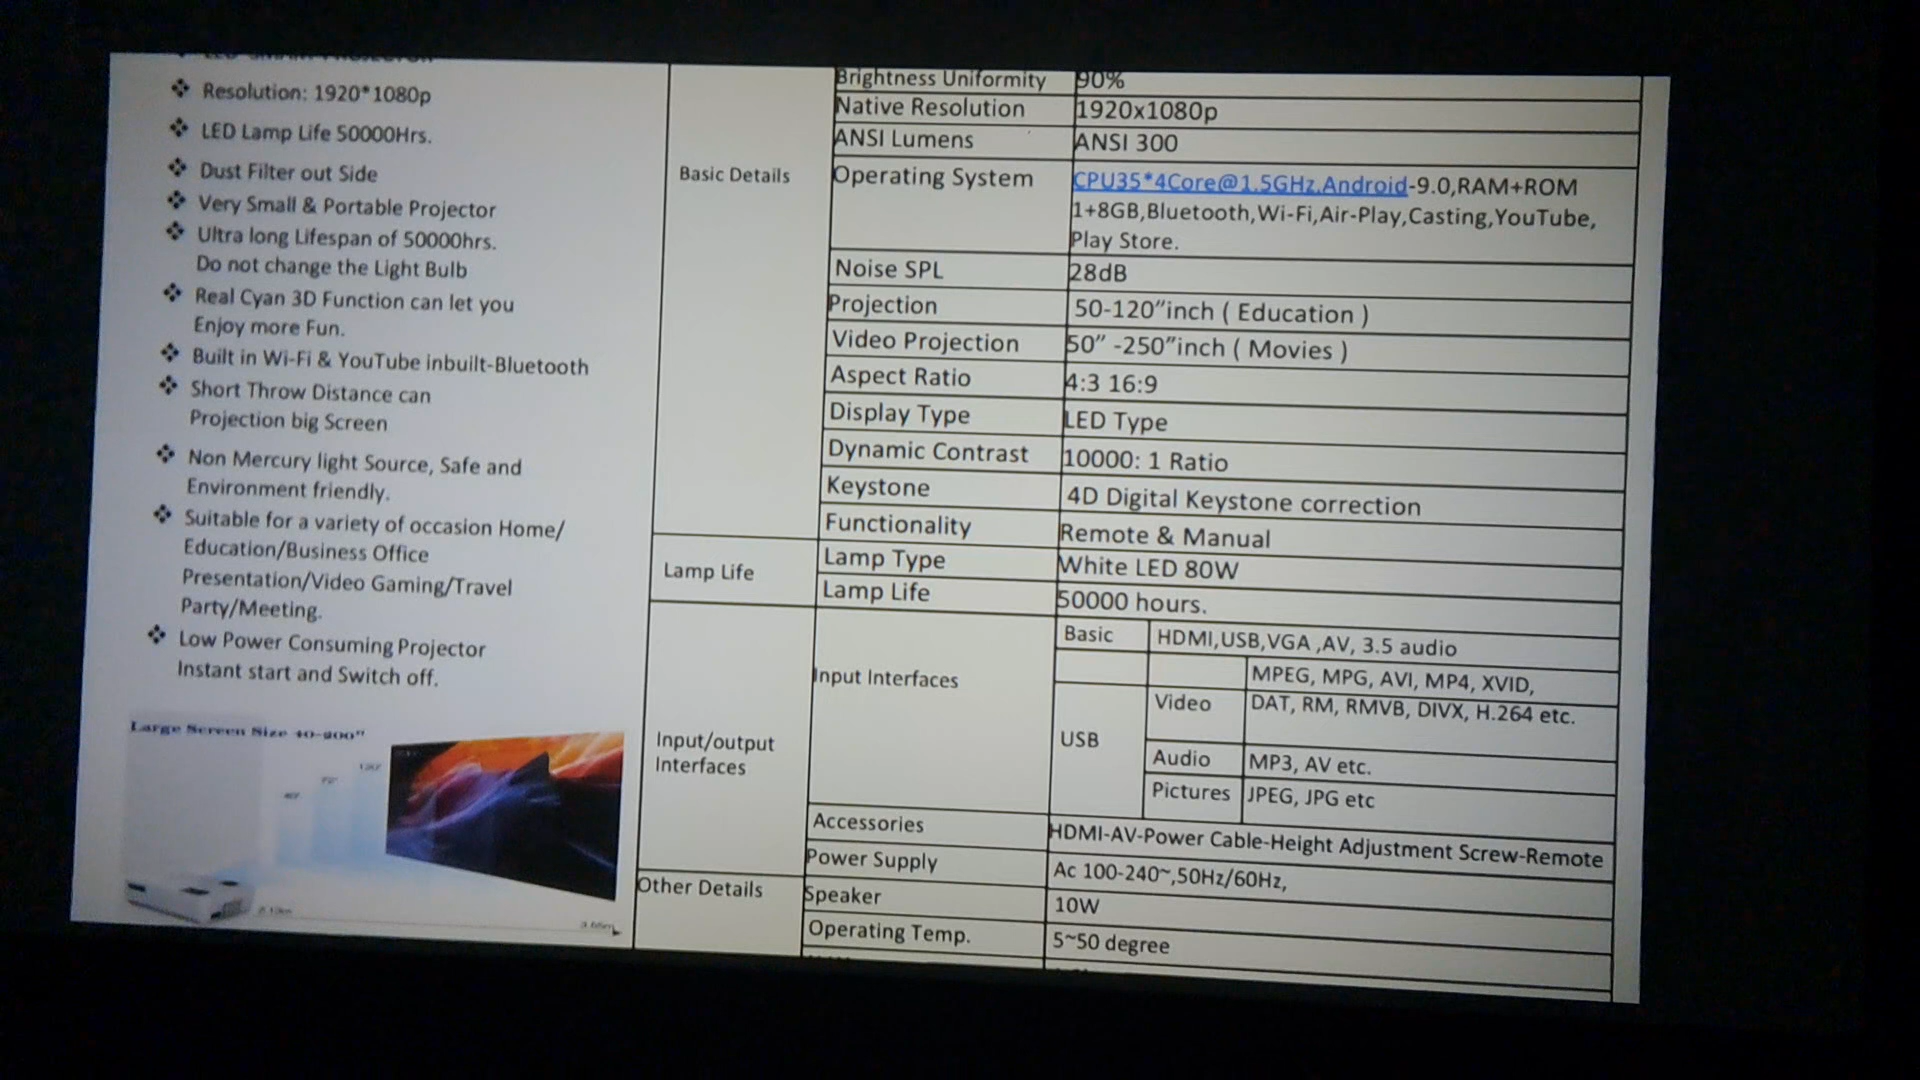 Resolution: 1920*1080p
LED Lamp Life 50000Hrs.
Dust Filter out Side
Very Small & Portable Projector
Ultra long Lifespan of 50000hrs.
Do not change the Light Bulb
Real Cyan 3D Function can let you
Enjoy more Fun.
Built in Wi-Fi & YouTube inbuilt-Bluetooth
Short Throw Distance can
Projection big Screen
Non Mercury light Source, Safe and
Environment friendly.
Suitable for a variety of occasion Home/
Education/Business Office
Presentation/Video Gaming/Travel
Party/Meeting.
Low Power Consuming Projector
Instant start and Switch off.
Large Screen Size 40-200"
Basic Details
Brightness Uniformity 90%
Native Resolution 1920x1080p
ANSI Lumens ANSI 300
Operating System CPU35*4Core@1.5GHz,Android-9.0,RAM+ROM
1+8GB,Bluetooth,Wi-Fi,Air-Play,Casting,YouTube,
Play Store.
Noise SPL 28dB
Projection 50-120"inch ( Education )
Video Projection 50" -250"inch ( Movies )
Aspect Ratio 4:3 16:9
Display Type LED Type
Dynamic Contrast 10000: 1 Ratio
Keystone 4D Digital Keystone correction
Functionality Remote & Manual
Lamp Life
Lamp Type White LED 80W
Lamp Life 50000 hours.
Input/output
Interfaces
Input Interfaces
Basic HDMI,USB,VGA ,AV, 3.5 audio
USB
Video MPEG, MPG, AVI, MP4, XVID,
DAT, RM, RMVB, DIVX, H.264 etc.
Audio MP3, AV etc.
Pictures JPEG, JPG etc
Accessories HDMI-AV-Power Cable-Height Adjustment Screw-Remote
Power Supply Ac 100-240~,50Hz/60Hz,
Other Details
Speaker 10W
Operating Temp. 5~50 degree